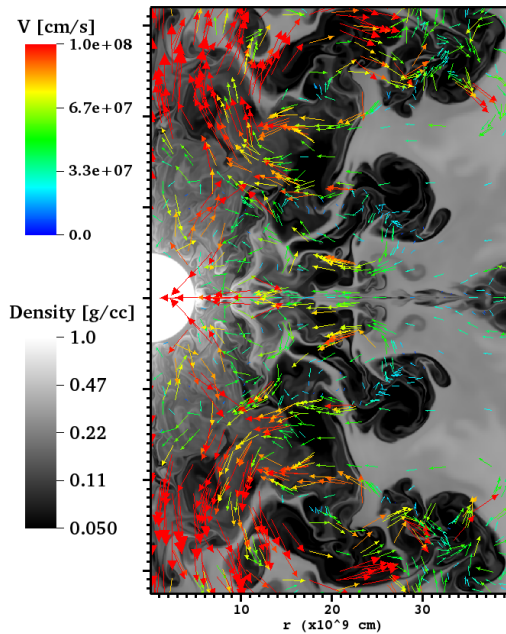 V [cm/s]
1.0e+08
6.7e+07
3.3e+07
0.0
Density [g/cc]
1.0
0.47
0.22
0.11
0.050
10 20 30
r (x10^9 cm)